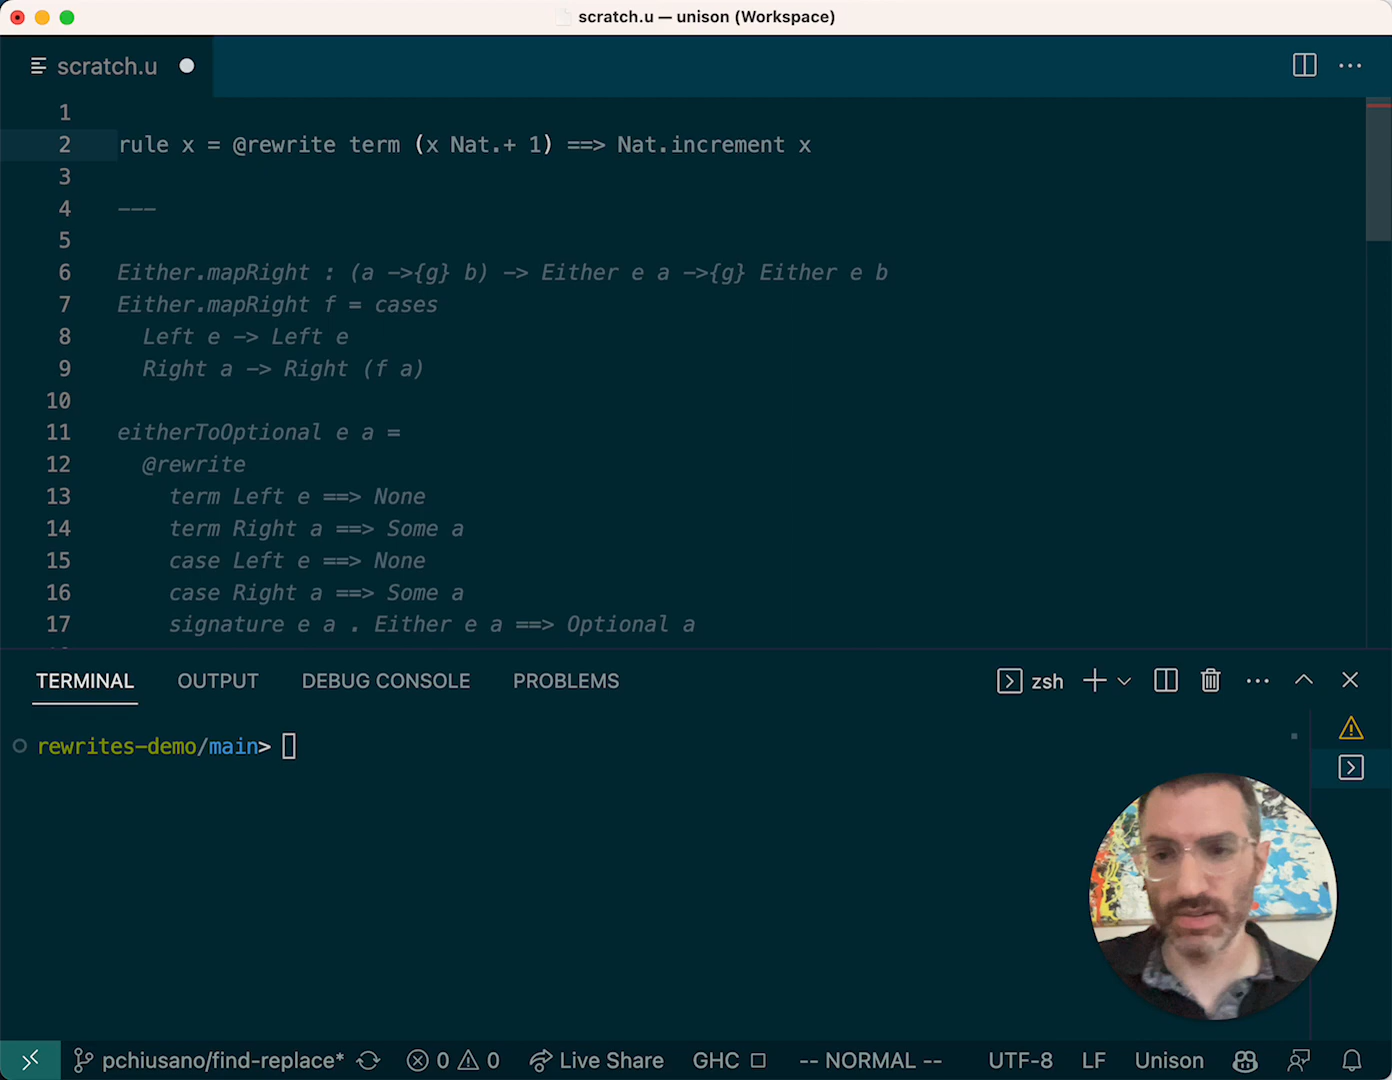 scratch.u — unison (Workspace)
scratch.u
1
2 rule x = @rewrite term (x Nat.+ 1) ==> Nat.increment x
3
4 ---
5
6 Either.mapRight : (a ->{g} b) -> Either e a ->{g} Either e b
7 Either.mapRight f = cases
8 Left e -> Left e
9 Right a -> Right (f a)
10
11 eitherToOptional e a =
12 @rewrite
13 term Left e ==> None
14 term Right a ==> Some a
15 case Left e ==> None
16 case Right a ==> Some a
17 signature e a . Either e a ==> Optional a
TERMINAL OUTPUT DEBUG CONSOLE PROBLEMS zsh
rewrites-demo/main>
pchiusano/find-replace* 0 0 Live Share GHC -- NORMAL -- UTF-8 LF Unison